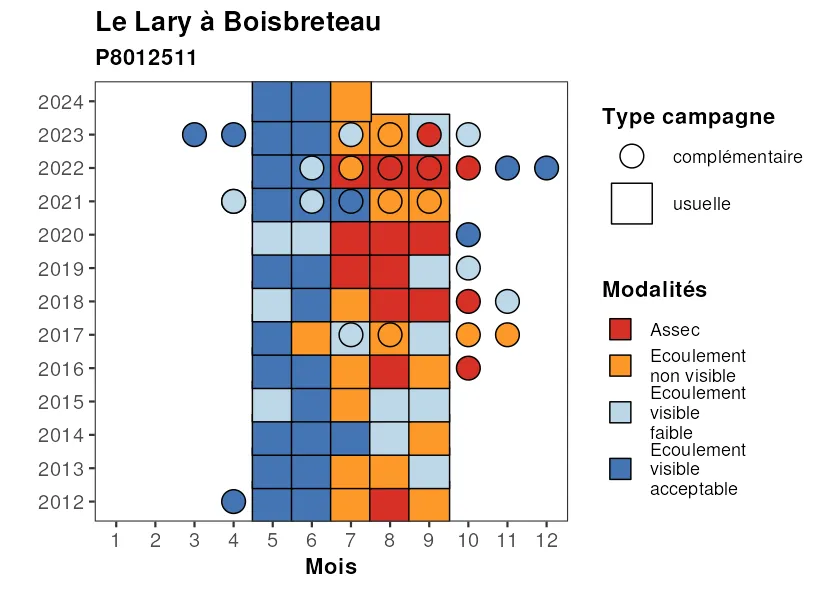 Le Lary à Boisbreteau
P8012511
2024
2023
2022
2021
2020
2019
2018
2017
2016
2015
2014
2013
2012
1 2 3 4 5 6 7 8 9 10 11 12
Mois
Type campagne
complémentaire
usuelle
Modalités
Assec
Ecoulement
non visible
Ecoulement
visible
faible
Ecoulement
visible
acceptable